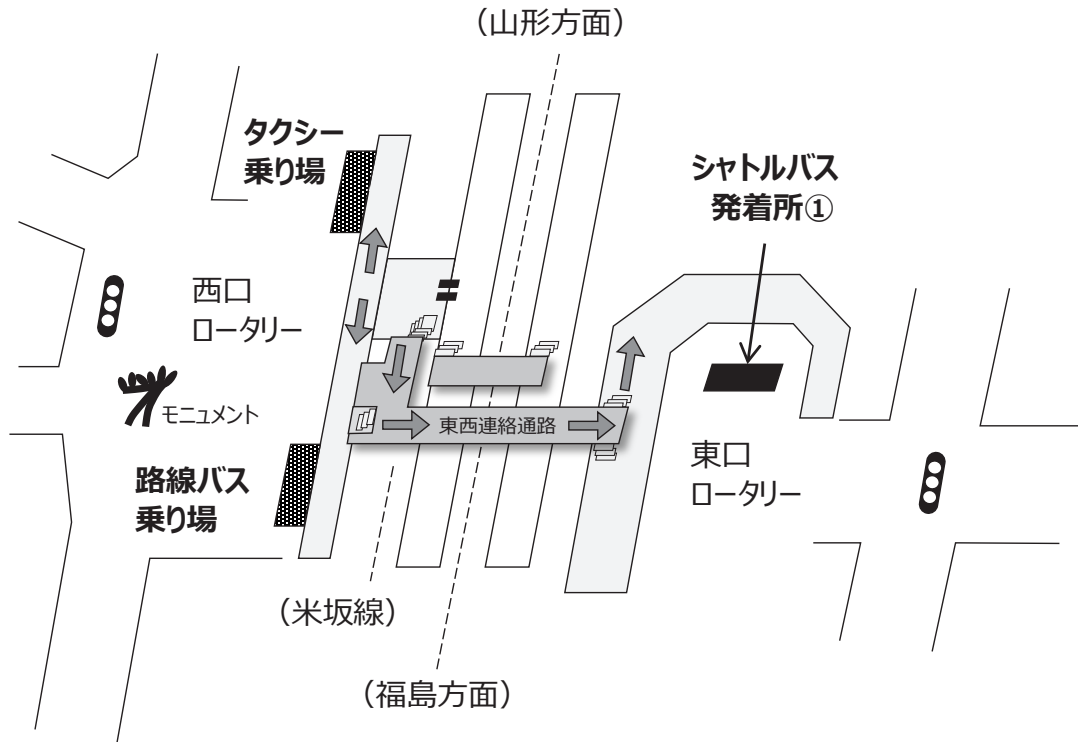 （山形方面）
タクシー
乗り場
シャトルバス
発着所①
西口
ロータリー
モニュメント
東西連絡通路
路線バス
乗り場
東口
ロータリー
（米坂線）
（福島方面）